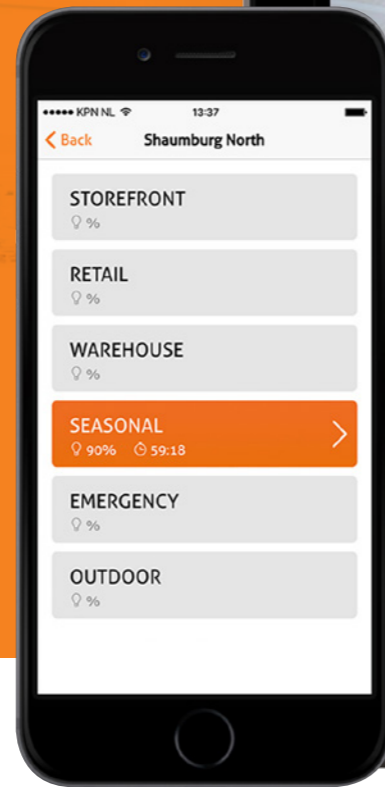 KPN NL 13:37
Back Shaumburg North
STOREFRONT
%
RETAIL
%
WAREHOUSE
%
SEASONAL
90% 59:18
EMERGENCY
%
OUTDOOR
%